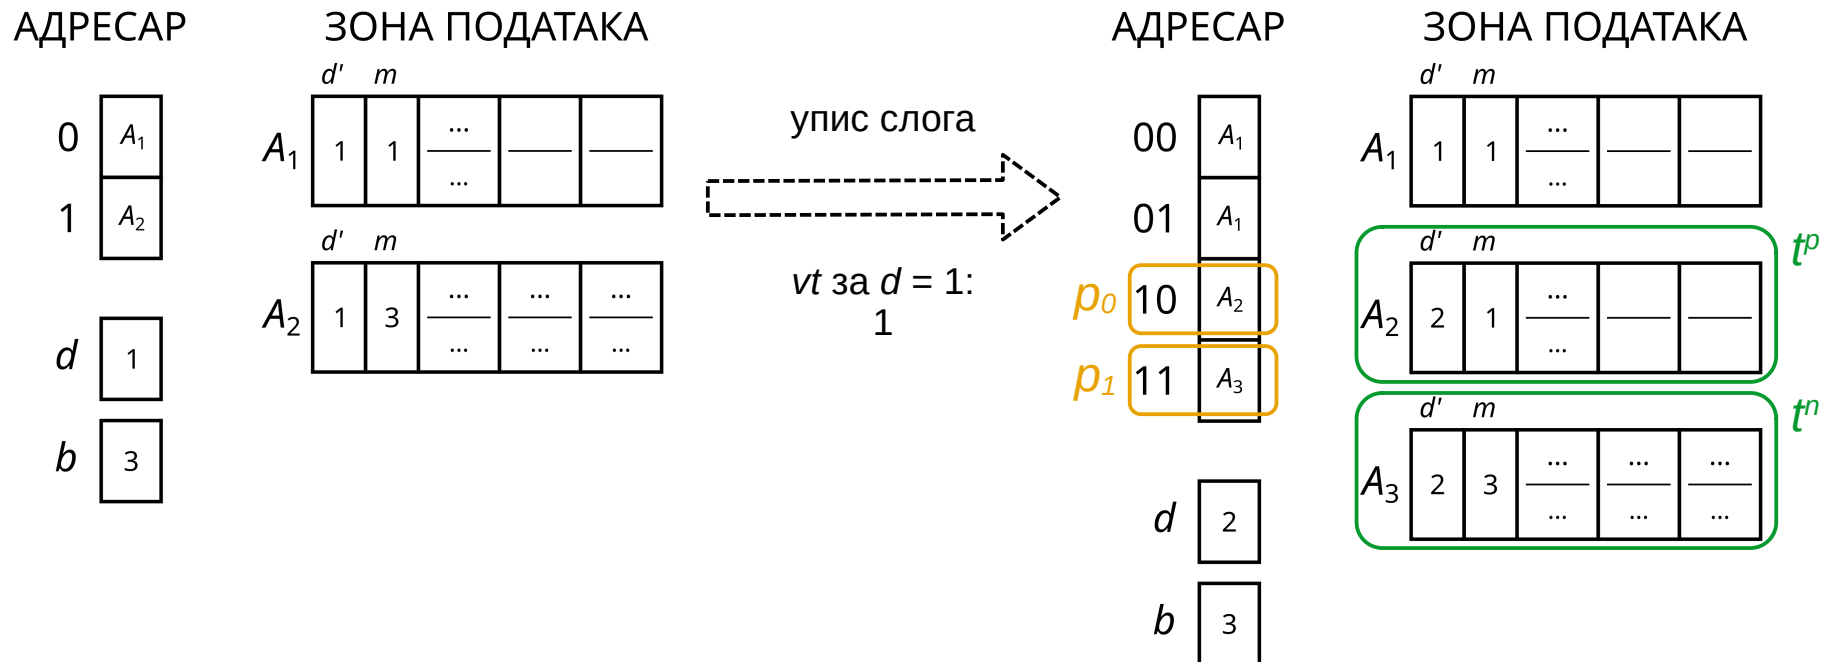 АДРЕСАР
ЗОНА ПОДАТАКА
d' m
0 A1
1 A2
A1 1 1 ... ...
d' m
A2 1 3 ... ... ... ... ... ...
d 1
b 3
упис слога
vt за d = 1:
1
АДРЕСАР
ЗОНА ПОДАТАКА
d' m
00 A1
01 A1
p0 10 A2
p1 11 A3
A1 1 1 ... ...
d' m
tp
A2 2 1 ... ...
d' m
tn
A3 2 3 ... ... ... ... ... ...
d 2
b 3